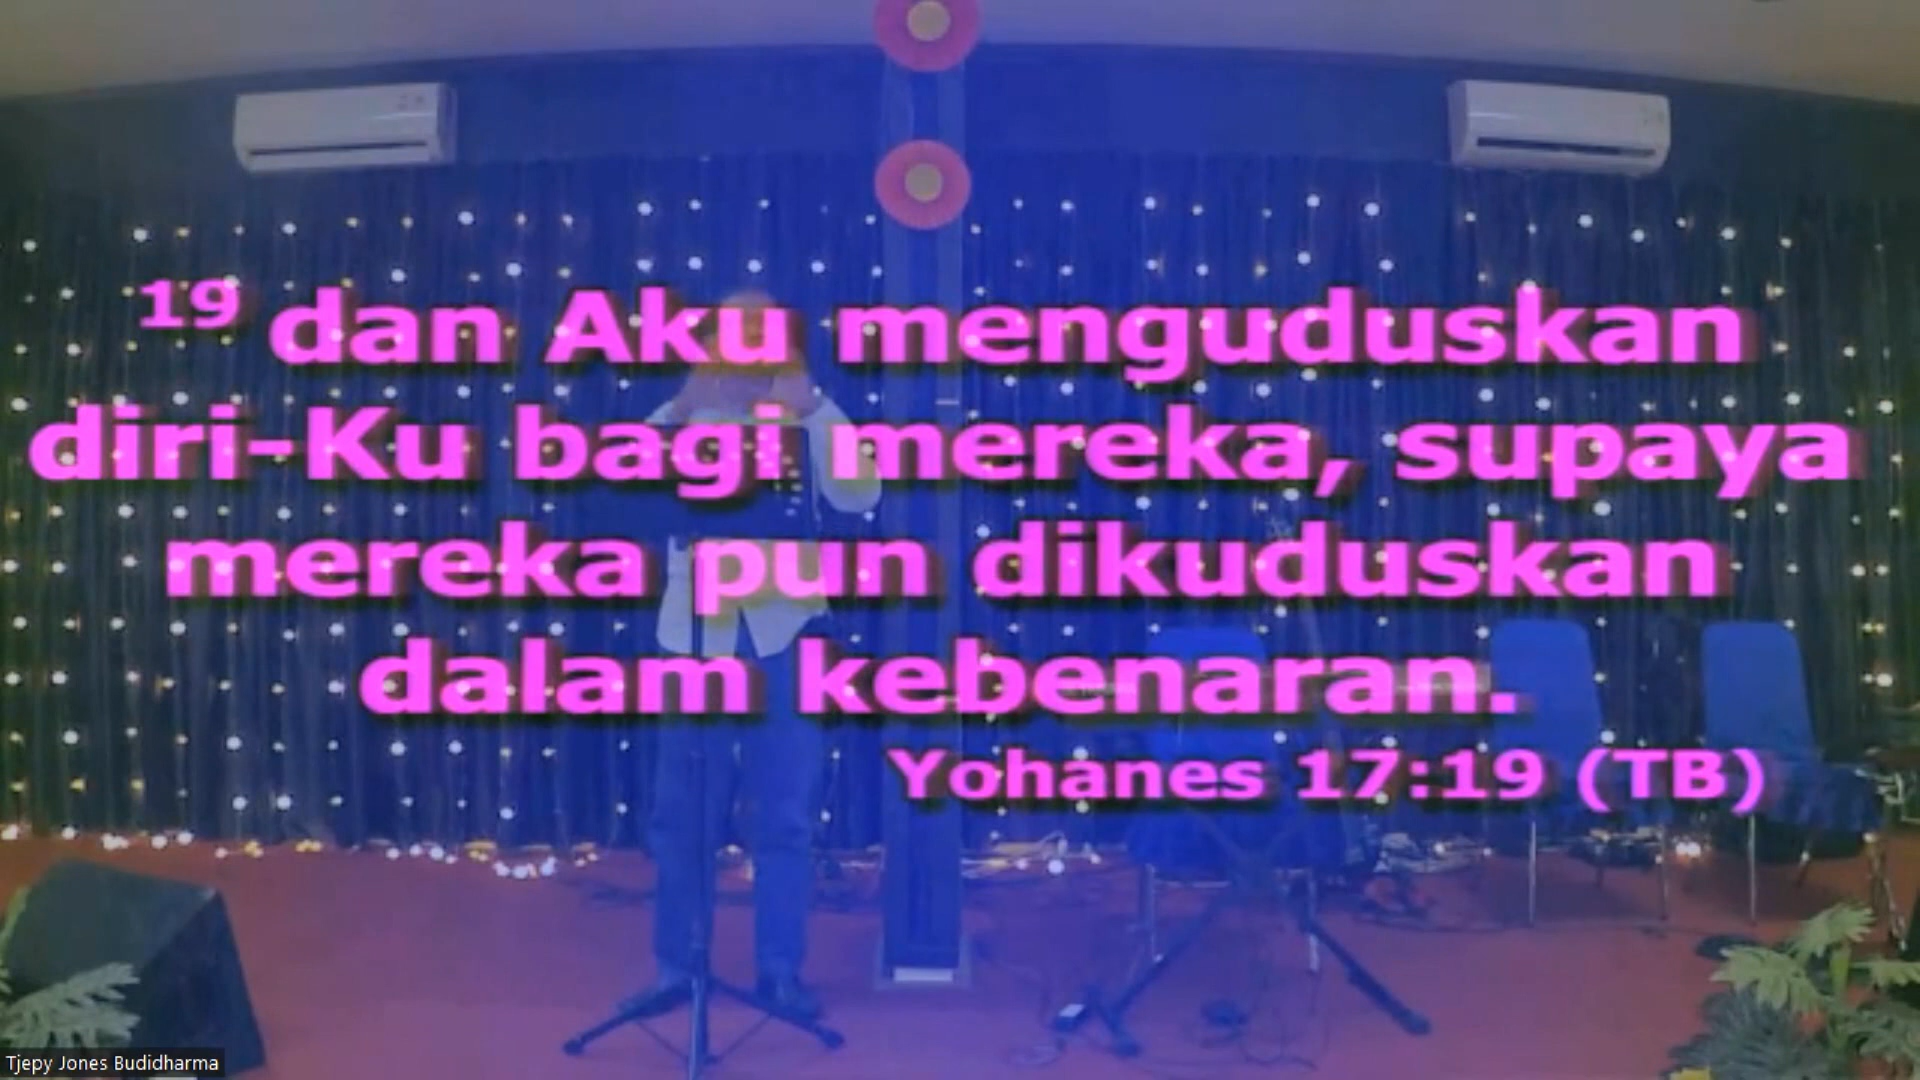 19 dan Aku menguduskan
diri-Ku bagi mereka, supaya
mereka pun dikuduskan
dalam kebenaran.
Yohanes 17:19 (TB)
Tjepy Jones Budidharma